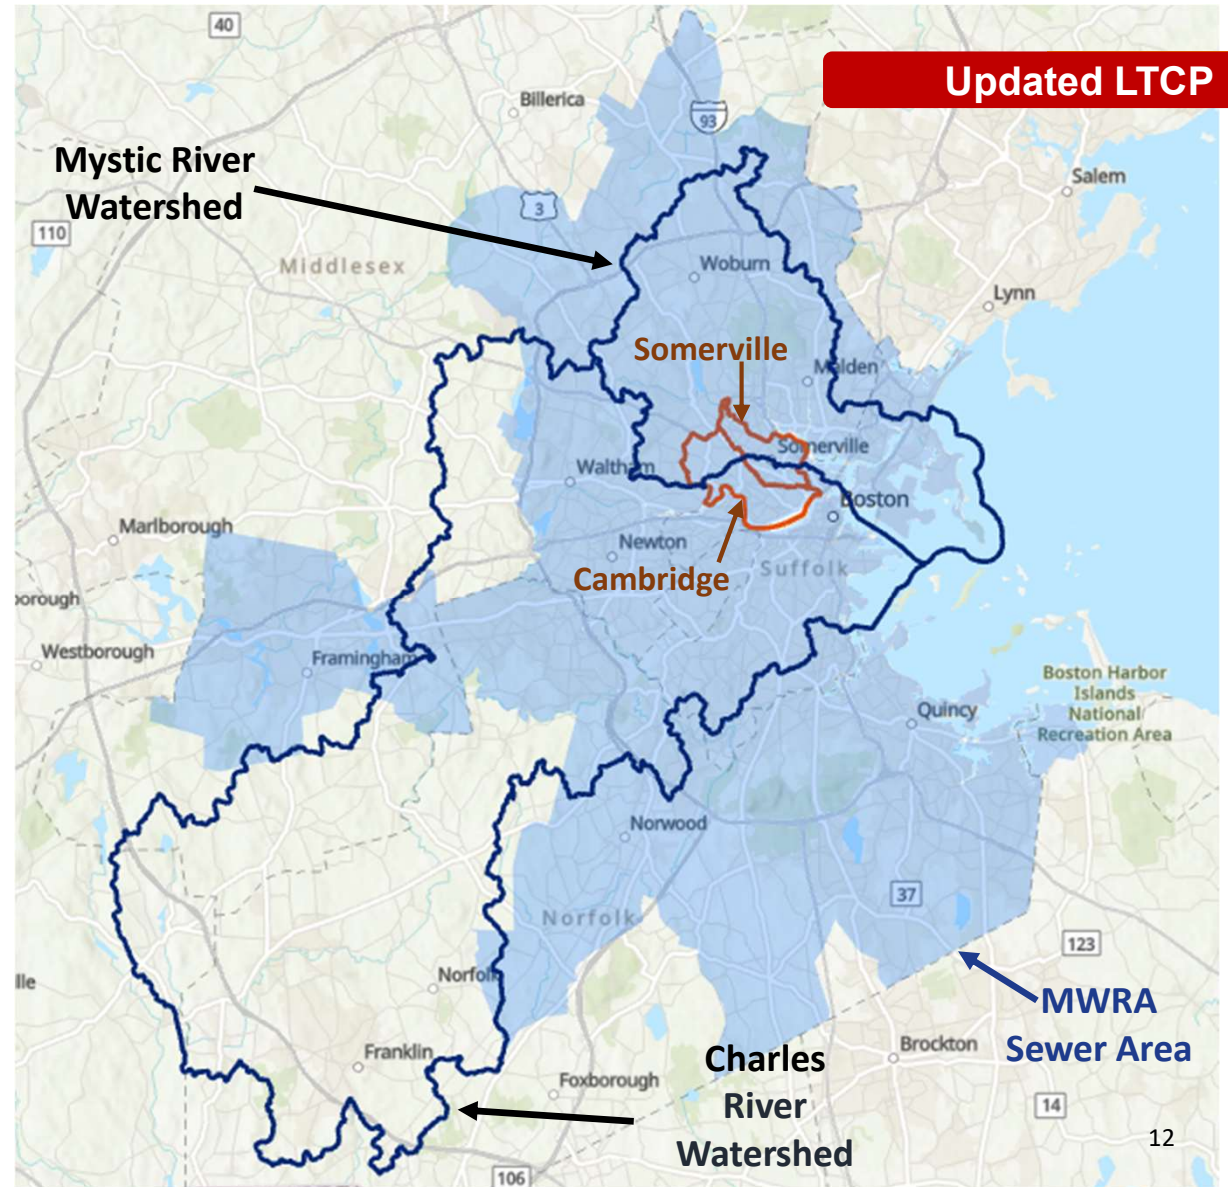 40
Updated LTCP
Billerica
93
Mystic River
Watershed
Salem
3
110
Middlesex
Woburn
Lynn
Somerville
Malden
Somerville
Waltham
Boston
Marlborough
Newton
Suffolk
Cambridge
borough
Westborough
Framingham
Boston Harbor
Islands
National
Recreation Area
Quincy
Norwood
37
Norfolk
123
lle
Norfolk
MWRA
Sewer Area
Brockton
Franklin
Charles
River
Watershed
Foxborough
14
12
106